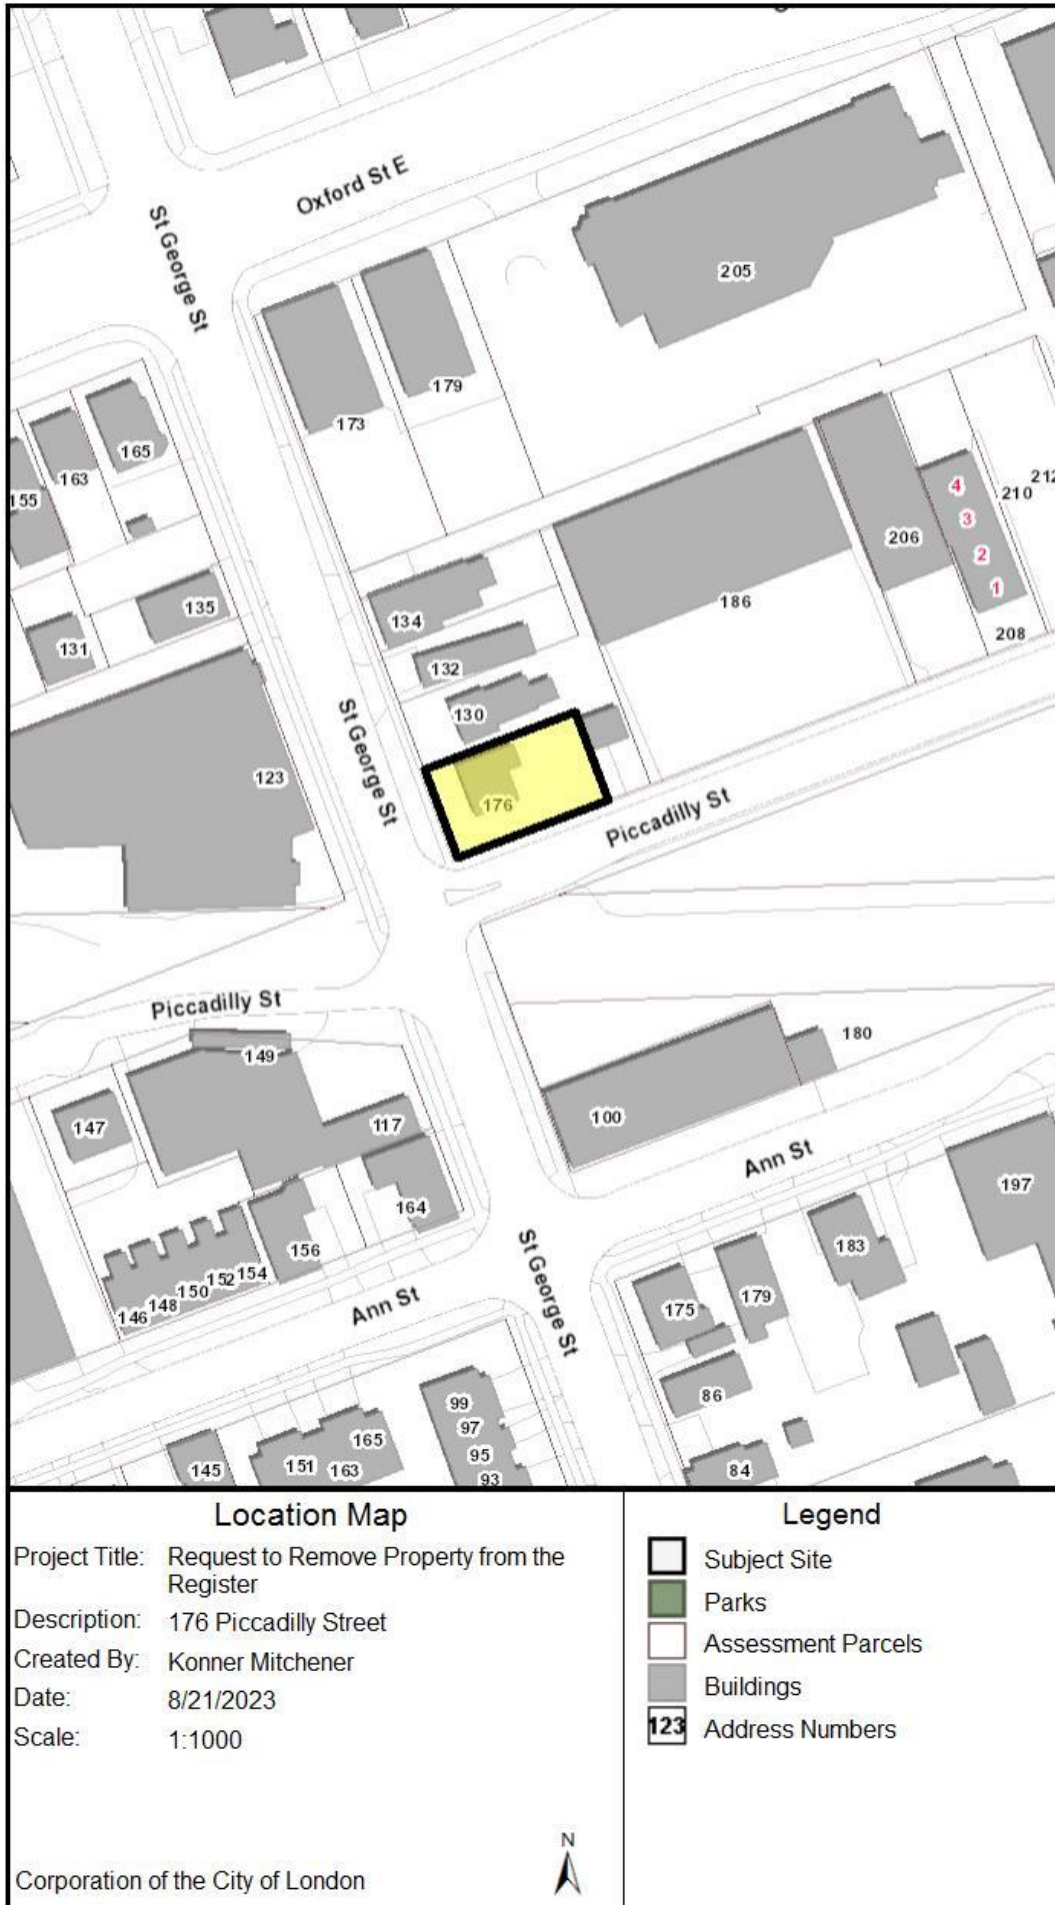 Oxford St E
St George St
205
179
173
165
163
155
4
3
2
1
210
212
206
186
208
134
135
131
132
130
St George St
123
176
Piccadilly St
Piccadilly St
149
180
147
117
100
Ann St
197
164
183
156
154
152
150
148
146
St George St
175
179
Ann St
86
99
97
95
93
165
163
151
145
84
Location Map
Project Title: Request to Remove Property from the
Register
Description: 176 Piccadilly Street
Created By: Konner Mitchener
Date: 8/21/2023
Scale: 1:1000
N
Corporation of the City of London
Legend
Subject Site
Parks
Assessment Parcels
Buildings
123 Address Numbers